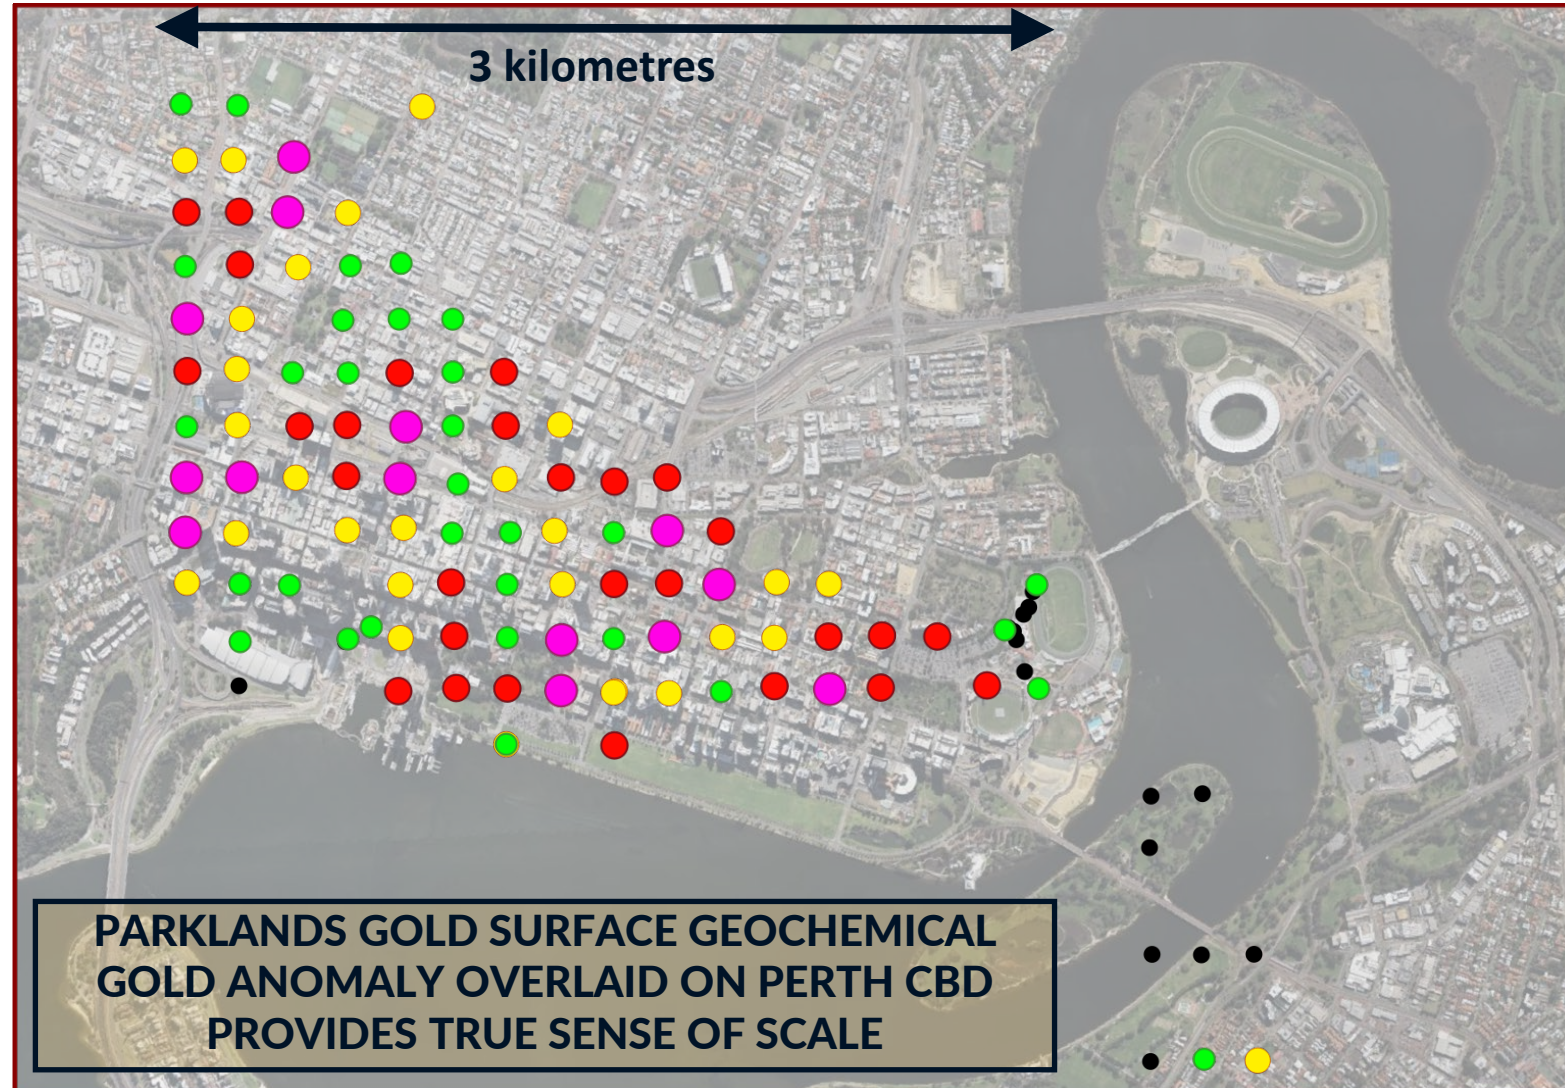 3 kilometres
PARKLANDS GOLD SURFACE GEOCHEMICAL
GOLD ANOMALY OVERLAID ON PERTH CBD
PROVIDES TRUE SENSE OF SCALE